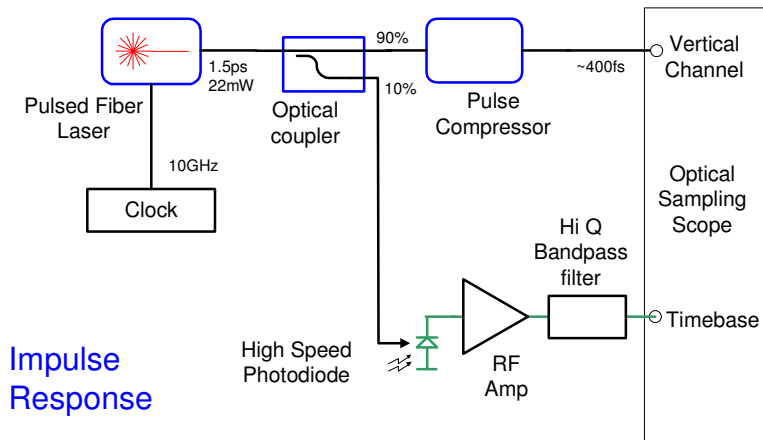 Pulsed Fiber
Laser
1.5ps
22mW
Optical
coupler
90%
10%
Pulse
Compressor
~400fs
Vertical
Channel
10GHz
Clock
Optical
Sampling
Scope
Hi Q
Bandpass
filter
Timebase
High Speed
Photodiode
RF
Amp
Impulse
Response